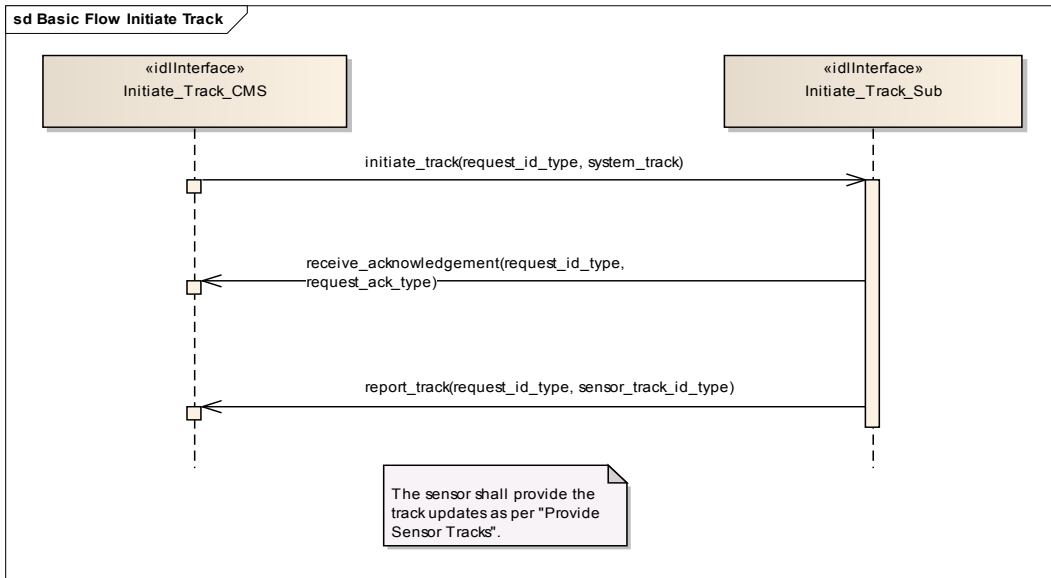 sd Basic Flow Initiate Track
«idlInterface»
Initiate_Track_CMS
«idlInterface»
Initiate_Track_Sub
initiate_track(request_id_type, system_track)
receive_acknowledgement(request_id_type,
request_ack_type)
report_track(request_id_type, sensor_track_id_type)
The sensor shall provide the
track updates as per "Provide
Sensor Tracks".